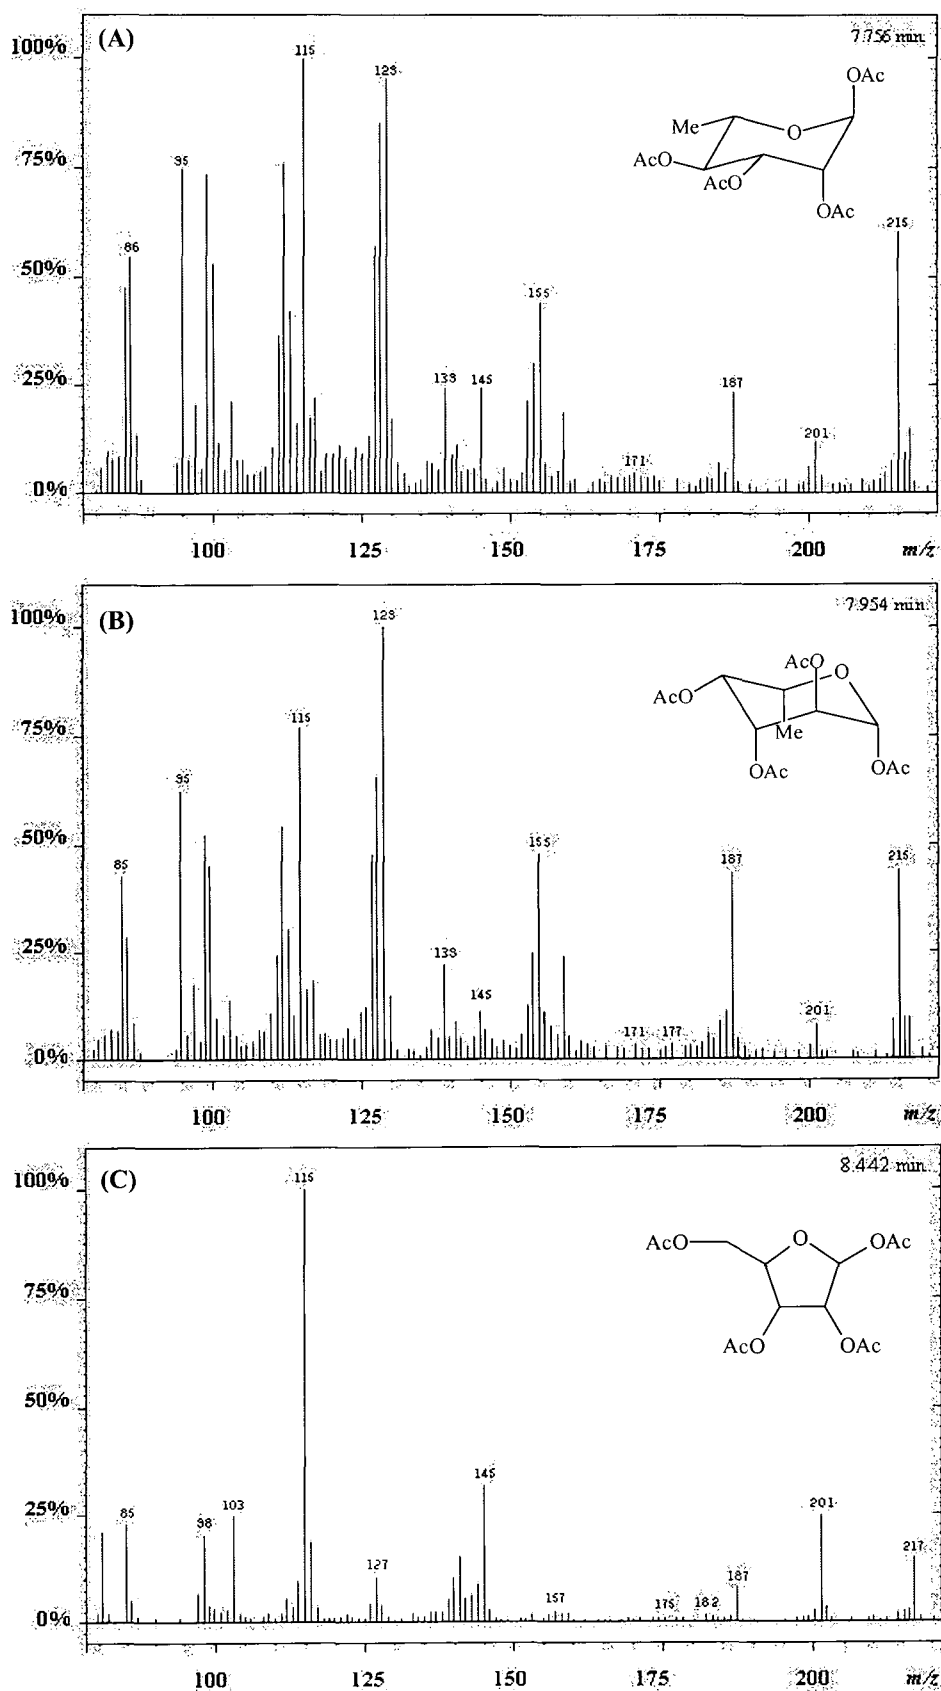 (A)
7.756 min
100%
75%
50%
25%
0%
86
95
115
129
139
145
155
171
187
201
215
OAc
Me
O
AcO
AcO
OAc
100 125 150 175 200 m/z
(B)
7.954 min
100%
75%
50%
25%
0%
85
95
115
129
139
145
155
171
177
187
201
215
AcO
O
AcO
Me
OAc
OAc
100 125 150 175 200 m/z
(C)
8.442 min
100%
75%
50%
25%
0%
85
98
103
115
127
145
157
175
182
187
201
217
AcO
O
OAc
AcO
OAc
100 125 150 175 200 m/z